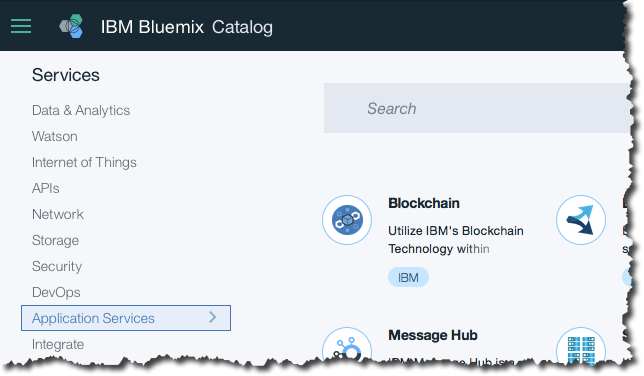 IBM Bluemix Catalog
Services
Data & Analytics
Watson
Internet of Things
APIs
Network
Storage
Security
DevOps
Application Services
Integrate
Search
Blockchain
Utilize IBM's Blockchain
Technology within
IBM
Message Hub